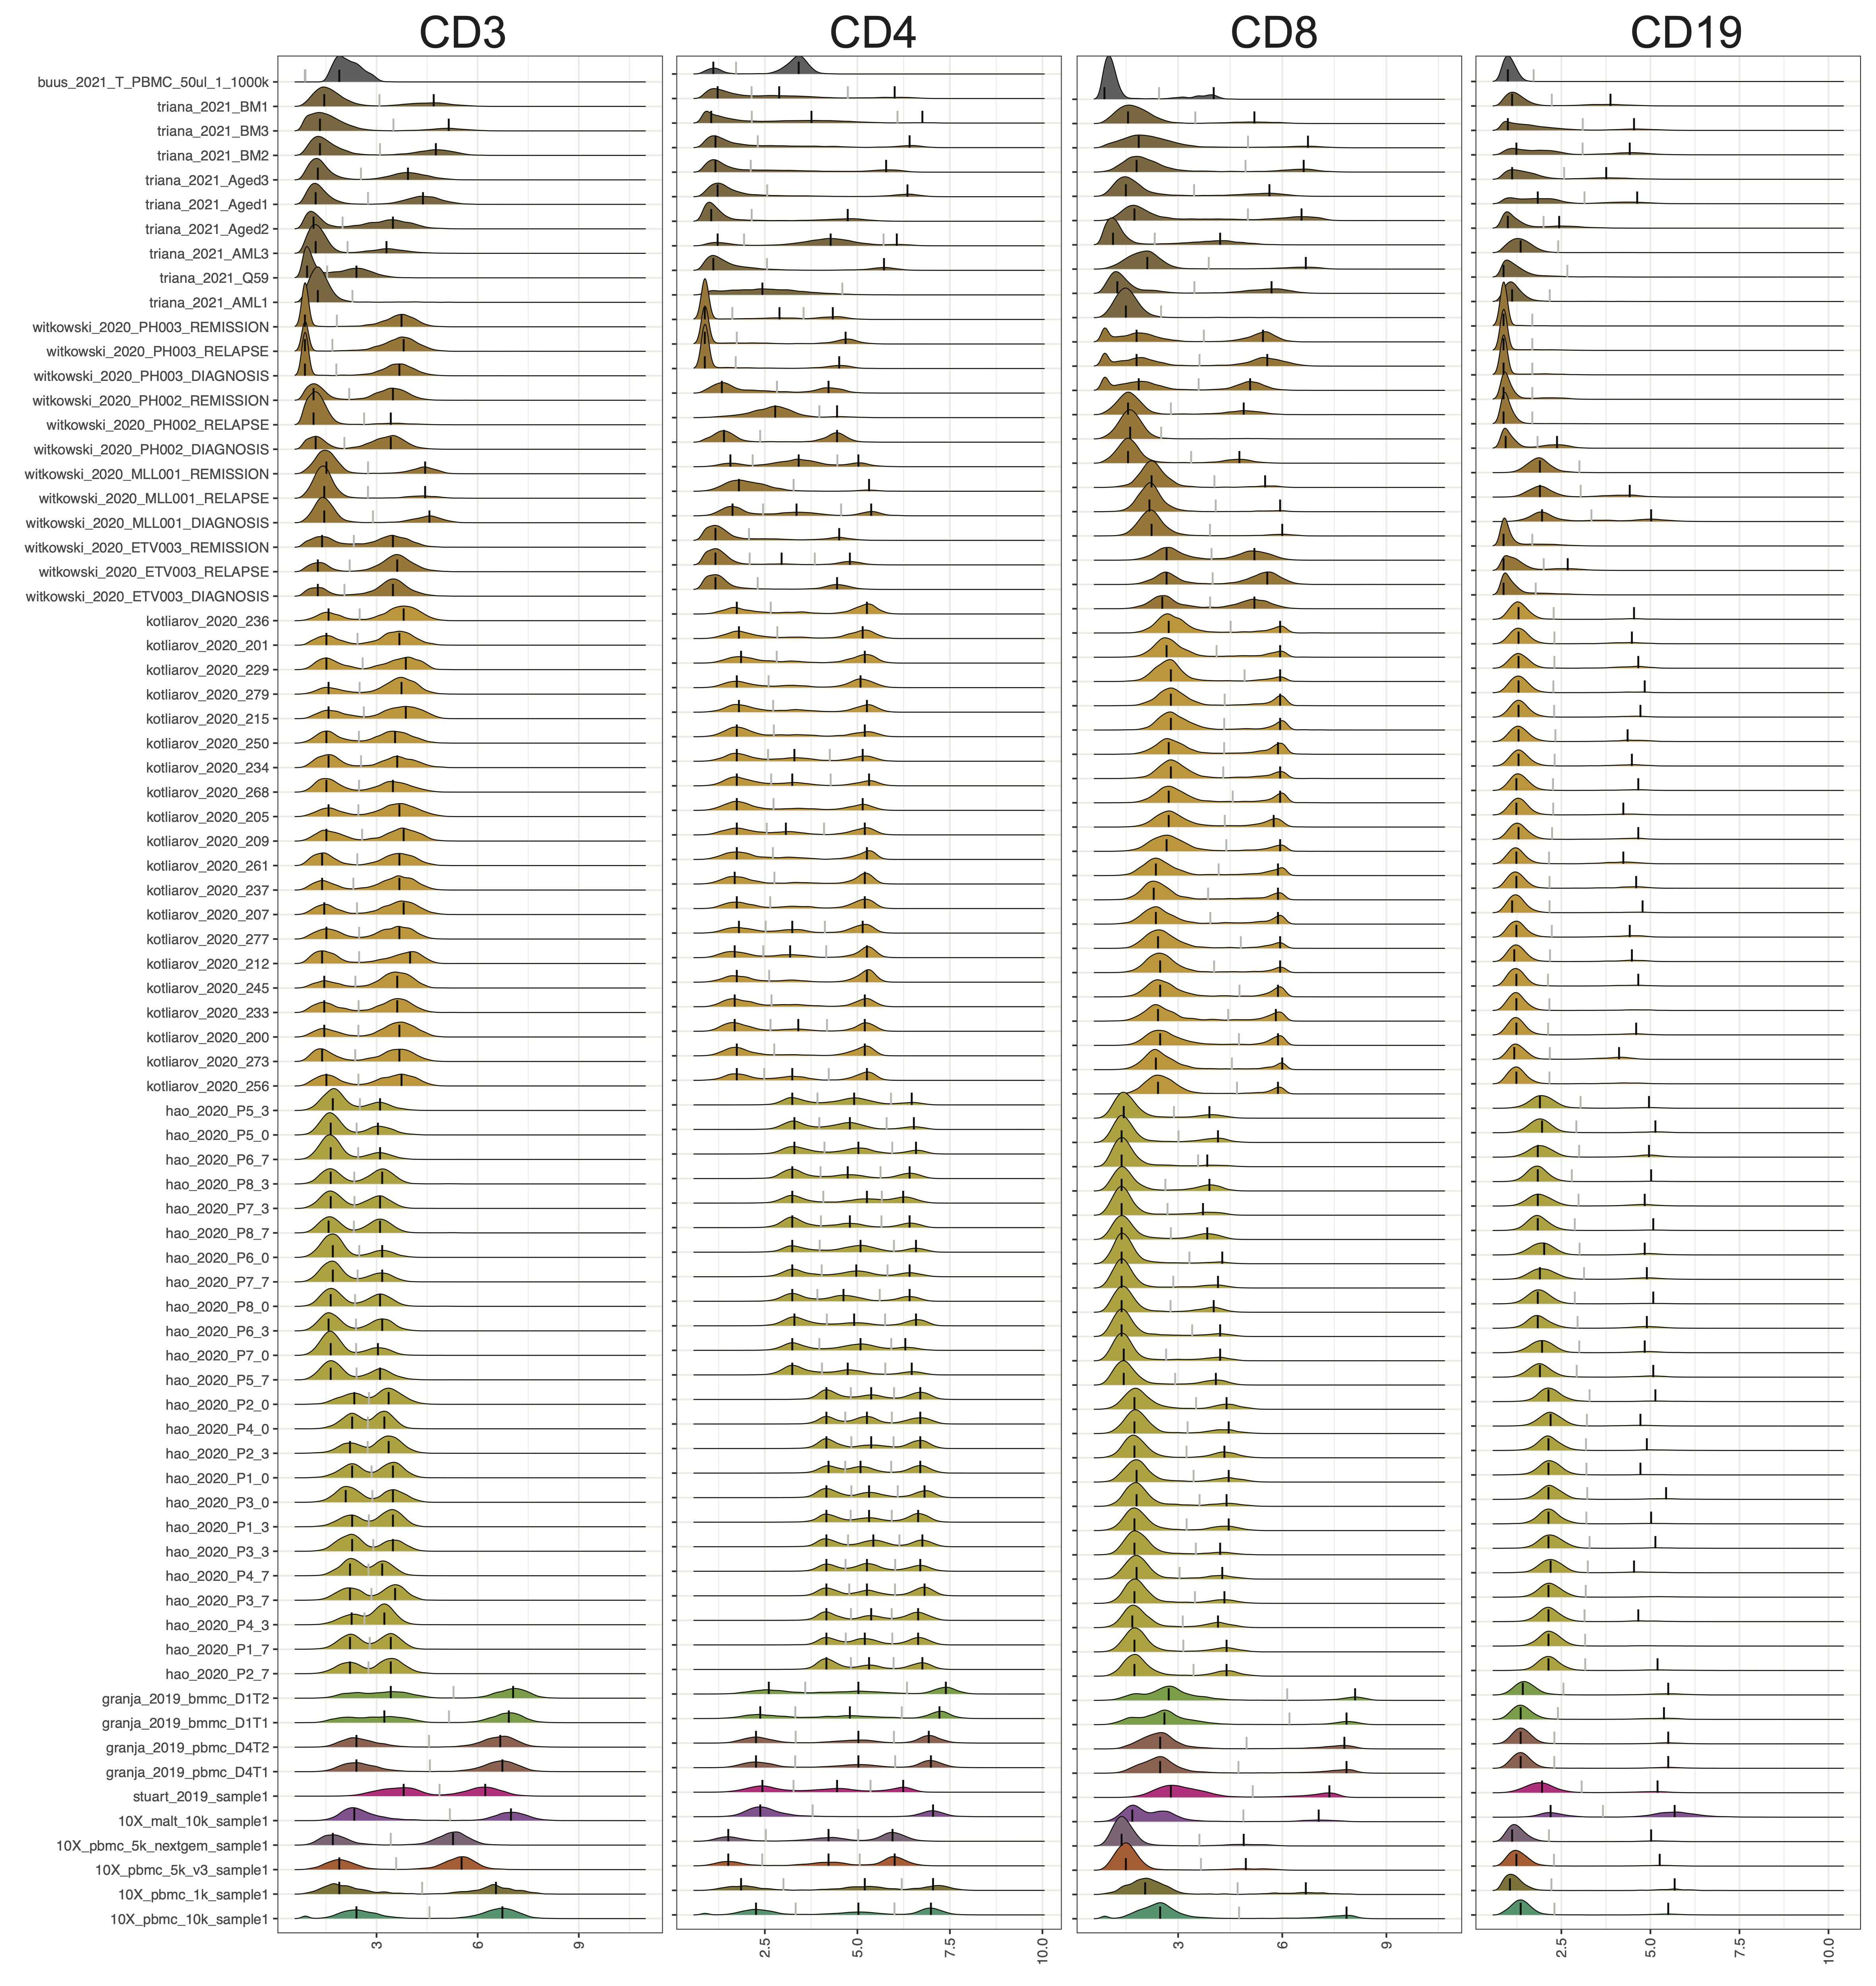 CD3 CD4 CD8 CD19
buus_2021_T_PBMC_50ul_1_1000k
triana_2021_BM1
triana_2021_BM3
triana_2021_BM2
triana_2021_Aged3
triana_2021_Aged1
triana_2021_Aged2
triana_2021_AML3
triana_2021_Q59
triana_2021_AML1
witkowski_2020_PH003_REMISSION
witkowski_2020_PH003_RELAPSE
witkowski_2020_PH003_DIAGNOSIS
witkowski_2020_PH002_REMISSION
witkowski_2020_PH002_RELAPSE
witkowski_2020_PH002_DIAGNOSIS
witkowski_2020_MLL001_REMISSION
witkowski_2020_MLL001_RELAPSE
witkowski_2020_MLL001_DIAGNOSIS
witkowski_2020_ETV003_REMISSION
witkowski_2020_ETV003_RELAPSE
witkowski_2020_ETV003_DIAGNOSIS
kotliarov_2020_236
kotliarov_2020_201
kotliarov_2020_229
kotliarov_2020_279
kotliarov_2020_215
kotliarov_2020_250
kotliarov_2020_234
kotliarov_2020_268
kotliarov_2020_205
kotliarov_2020_209
kotliarov_2020_261
kotliarov_2020_237
kotliarov_2020_207
kotliarov_2020_277
kotliarov_2020_212
kotliarov_2020_245
kotliarov_2020_233
kotliarov_2020_200
kotliarov_2020_273
kotliarov_2020_256
hao_2020_P5_3
hao_2020_P5_0
hao_2020_P6_7
hao_2020_P8_3
hao_2020_P7_3
hao_2020_P8_7
hao_2020_P6_0
hao_2020_P7_7
hao_2020_P8_0
hao_2020_P6_3
hao_2020_P7_0
hao_2020_P5_7
hao_2020_P2_0
hao_2020_P4_0
hao_2020_P2_3
hao_2020_P1_0
hao_2020_P3_0
hao_2020_P1_3
hao_2020_P3_3
hao_2020_P4_7
hao_2020_P3_7
hao_2020_P4_3
hao_2020_P1_7
hao_2020_P2_7
granja_2019_bmmc_D1T2
granja_2019_bmmc_D1T1
granja_2019_pbmc_D4T2
granja_2019_pbmc_D4T1
stuart_2019_sample1
10X_malt_10k_sample1
10X_pbmc_5k_nextgem_sample1
10X_pbmc_5k_v3_sample1
10X_pbmc_1k_sample1
10X_pbmc_10k_sample1
3 6 9 2.5 5.0 7.5 10.0 3 6 9 2.5 5.0 7.5 10.0